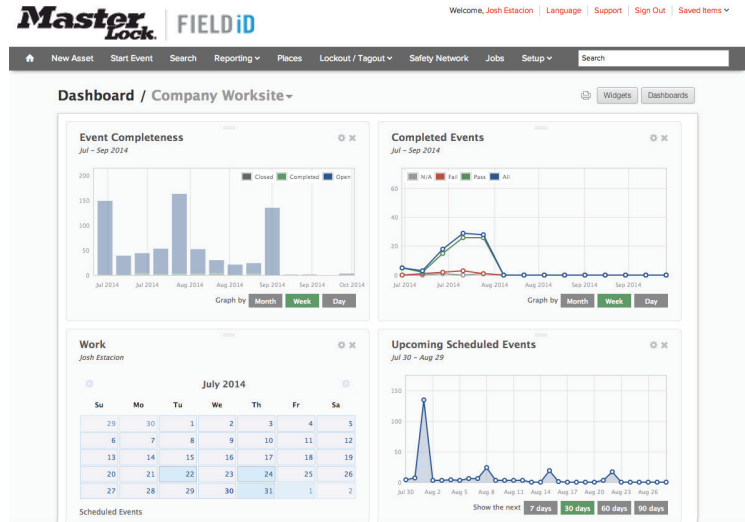 Master Lock. FIELD iD
Welcome, Josh Estacion | Language | Support | Sign Out | Saved Items
New Asset Start Event Search Reporting Places Lockout / Tagout Safety Network Jobs Setup Search
Dashboard / Company Worksite
Widgets Dashboards
Event Completeness
Jul - Sep 2014
Closed Completed Open
200
150
100
50
0
Jul 2014 Jul 2014 Aug 2014 Aug 2014 Sep 2014 Sep 2014 Oct 2014
Graph by Month Week Day
Completed Events
Jul - Sep 2014
N/A Fail Pass All
60
40
20
0
Jul 2014 Jul 2014 Aug 2014 Aug 2014 Sep 2014 Sep 2014
Graph by Month Week Day
Work
Josh Estacion
July 2014
Su Mo Tu We Th Fr Sa
29 30 1 2 3 4 5
6 7 8 9 10 11 12
13 14 15 16 17 18 19
20 21 22 23 24 25 26
27 28 29 30 31 1 2
Scheduled Events
Upcoming Scheduled Events
Jul 30 - Aug 29
150
100
50
0
Jul 30 Aug 2 Aug 5 Aug 8 Aug 11 Aug 14 Aug 17 Aug 20 Aug 23 Aug 26
Show the next 7 days 30 days 60 days 90 days